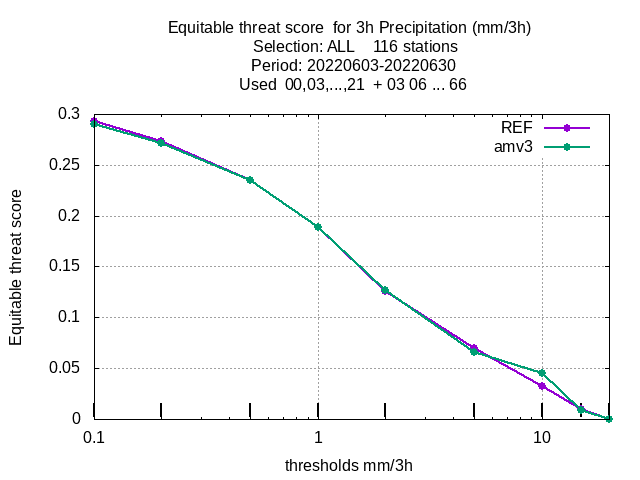 Equitable threat score  for 3h Precipitation (mm/3h)
Selection: ALL    116 stations
Period: 20220603-20220630
Used  00,03,...,21  + 03 06 ... 66
REF
amv3
0.3
0.25
0.2
0.15
0.1
0.05
0
Equitable threat score
0.1
1
10
thresholds mm/3h